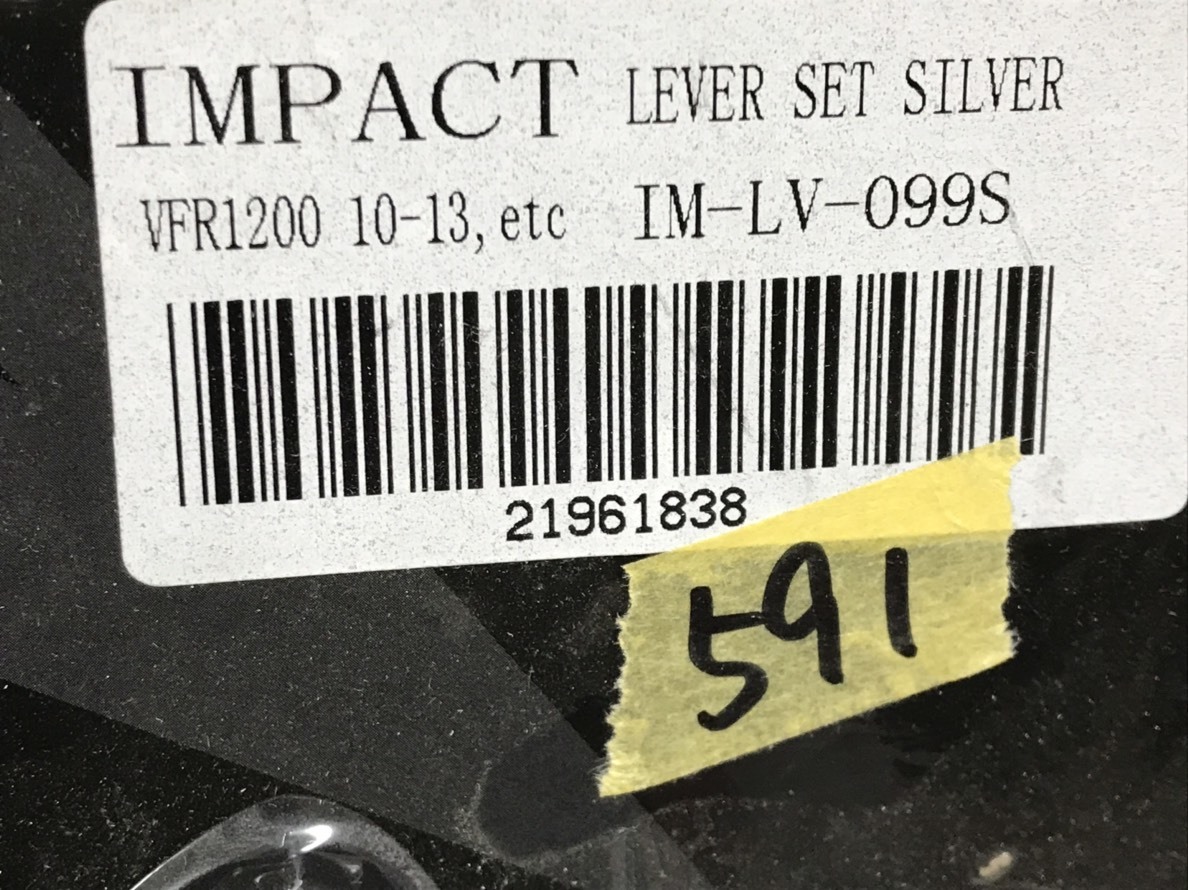 IMPACT LEVER SET SILVER
VFR1200 10-13, etc IM-LV-099S
21961838
591